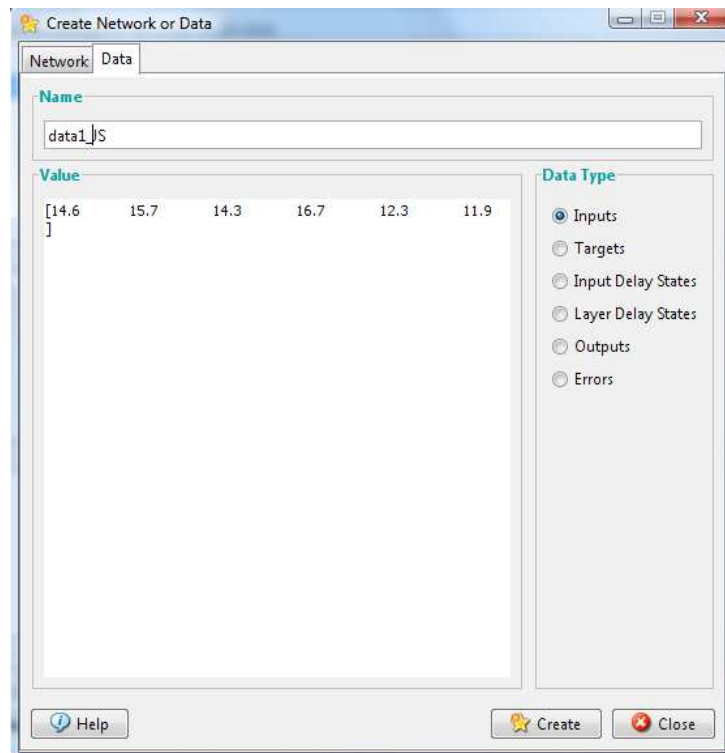 Create Network or Data
Network Data
Name
data1_JS
Value
[14.6 15.7 14.3 16.7 12.3 11.9
]
Data Type
Inputs
Targets
Input Delay States
Layer Delay States
Outputs
Errors
Help
Create
Close